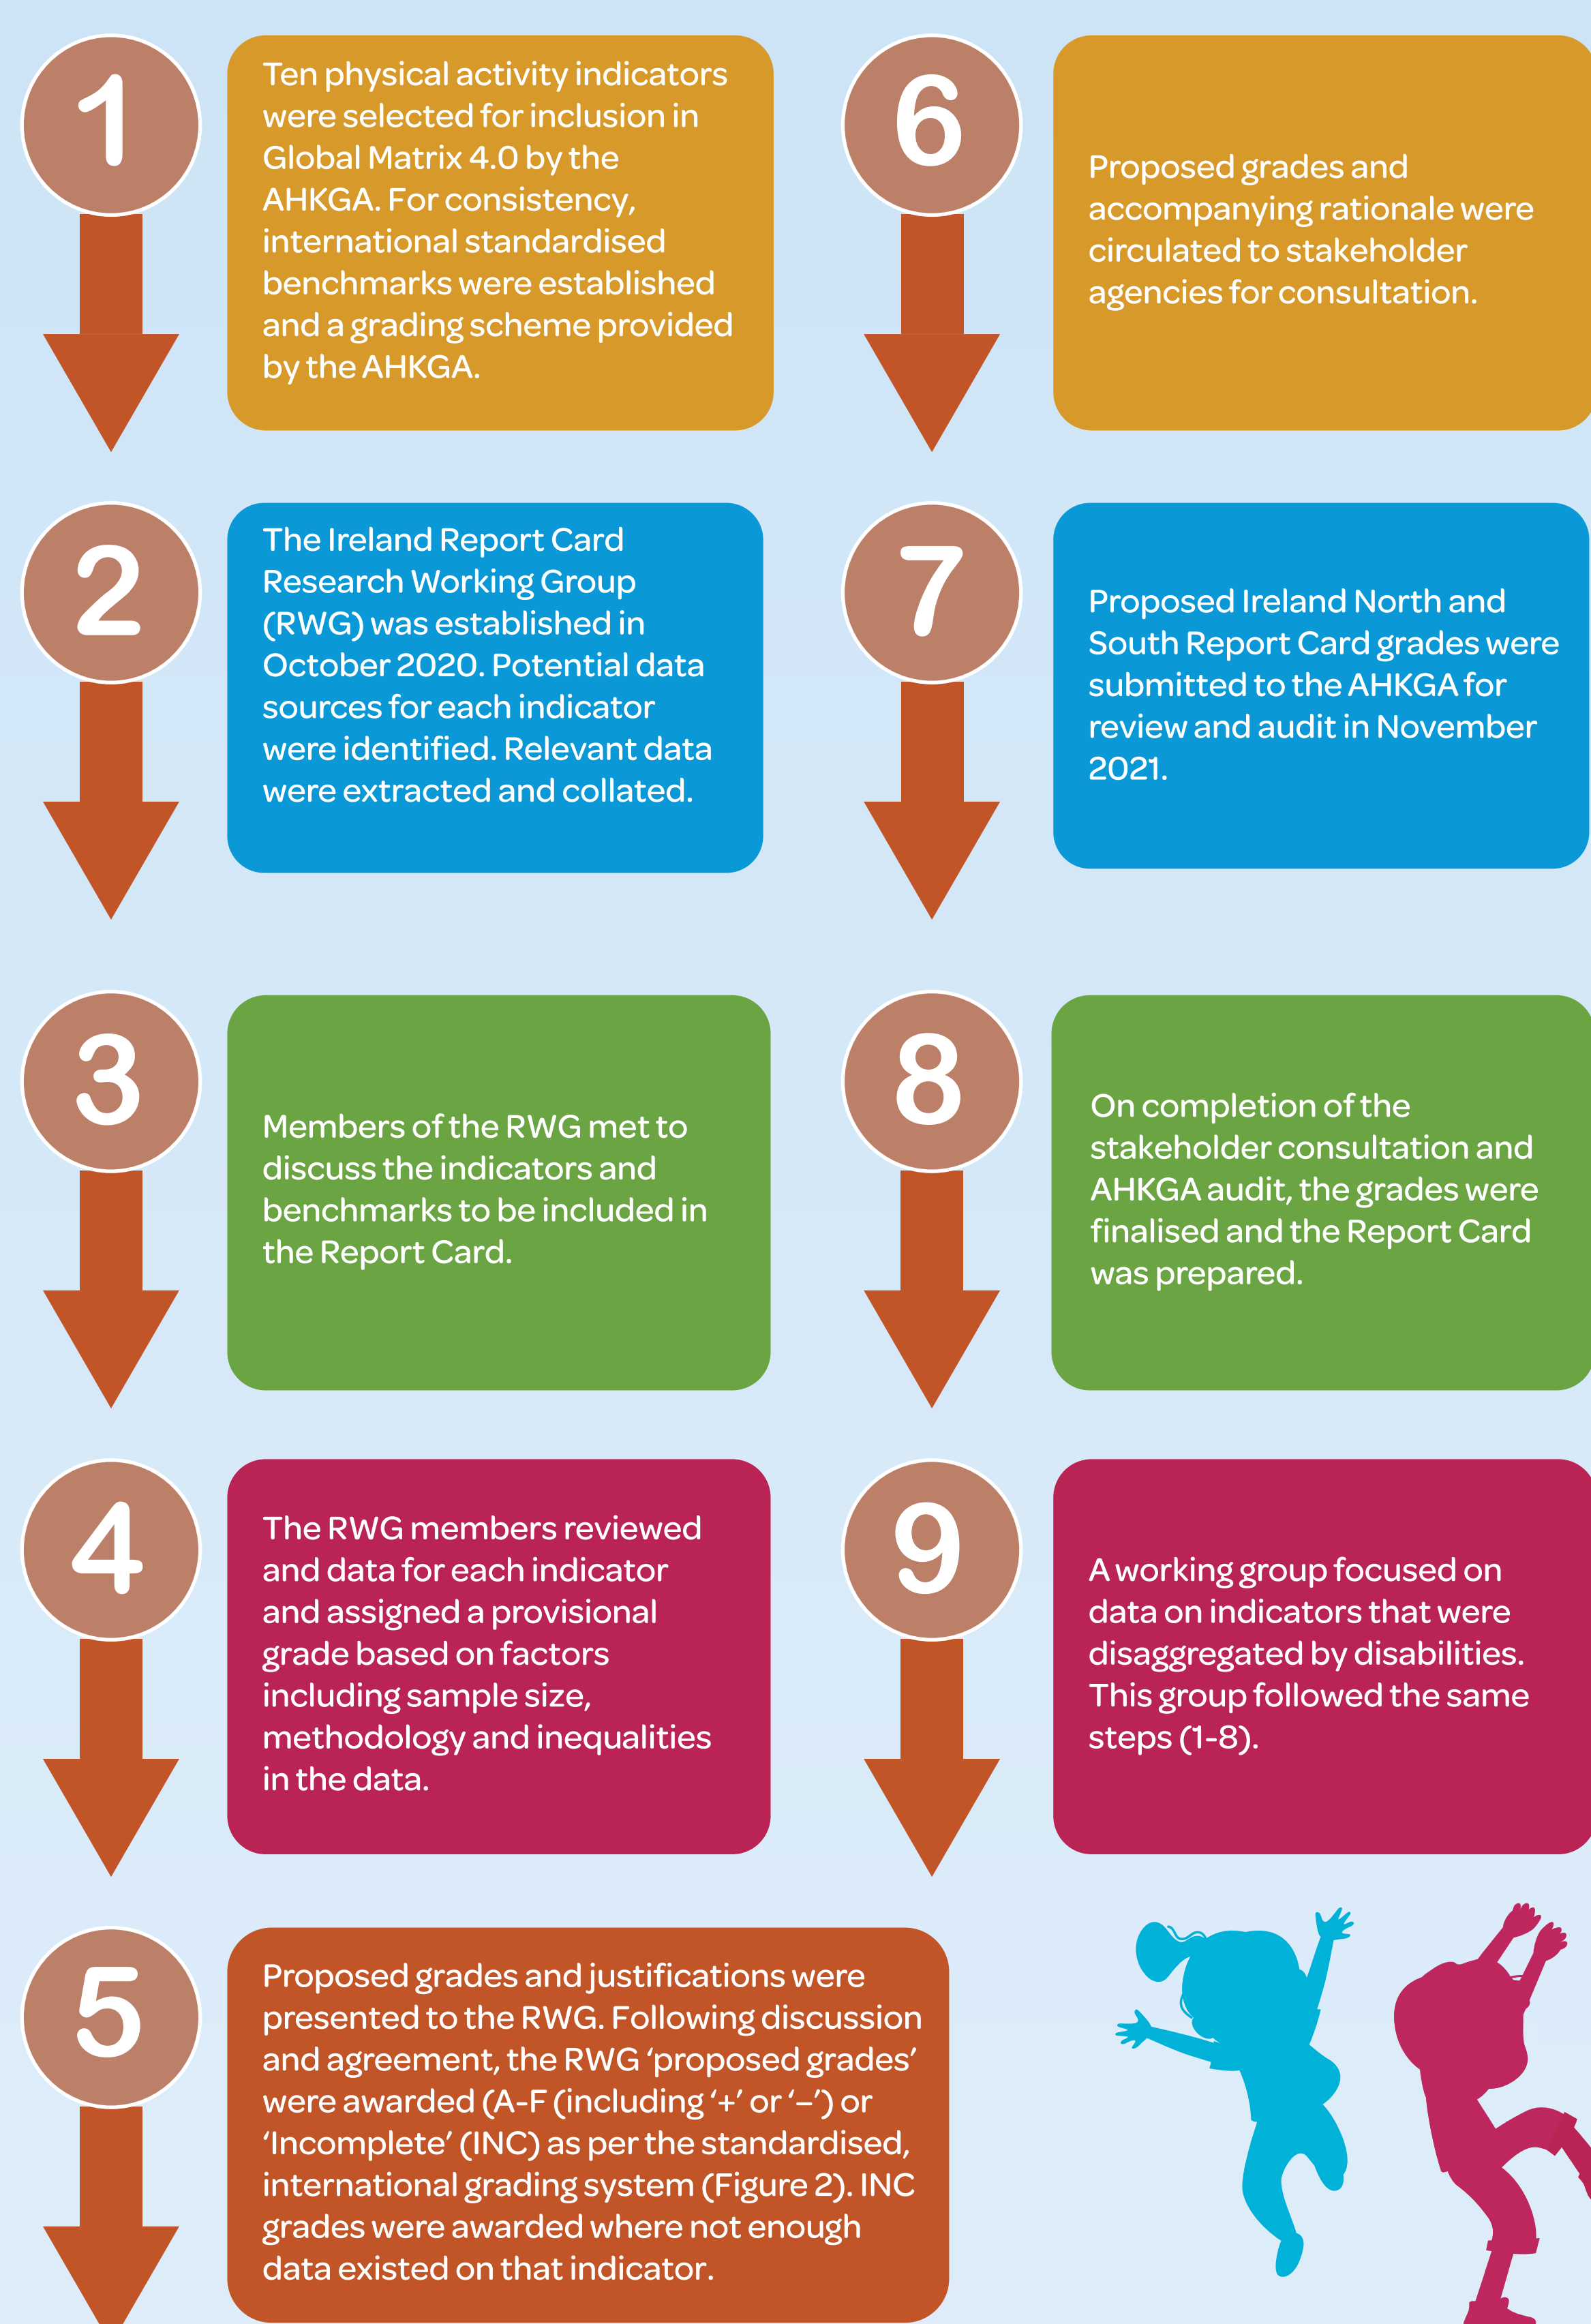 1
Ten physical activity indicators
were selected for inclusion in
Global Matrix 4.0 by the
AHKGA. For consistency,
international standardised
benchmarks were established
and a grading scheme provided
by the AHKGA.
2
The Ireland Report Card
Research Working Group
(RWG) was established in
October 2020. Potential data
sources for each indicator
were identified. Relevant data
were extracted and collated.
3
Members of the RWG met to
discuss the indicators and
benchmarks to be included in
the Report Card.
4
The RWG members reviewed
and data for each indicator
and assigned a provisional
grade based on factors
including sample size,
methodology and inequalities
in the data.
5
Proposed grades and justifications were
presented to the RWG. Following discussion
and agreement, the RWG ‘proposed grades’
were awarded (A-F (including ‘+’ or ‘–’) or
‘Incomplete’ (INC) as per the standardised,
international grading system (Figure 2). INC
grades were awarded where not enough
data existed on that indicator.
6
Proposed grades and
accompanying rationale were
circulated to stakeholder
agencies for consultation.
7
Proposed Ireland North and
South Report Card grades were
submitted to the AHKGA for
review and audit in November
2021.
8
On completion of the
stakeholder consultation and
AHKGA audit, the grades were
finalised and the Report Card
was prepared.
9
A working group focused on
data on indicators that were
disaggregated by disabilities.
This group followed the same
steps (1-8).